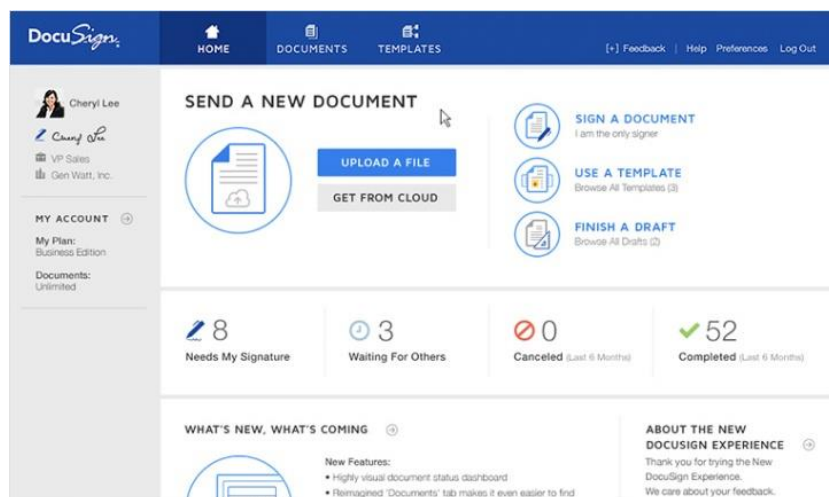 DocuSign
HOME
DOCUMENTS
TEMPLATES
[+] Feedback | Help Preferences Log Out
Cheryl Lee
Cheryl Lee
VP Sales
Gen Watt, Inc.
MY ACCOUNT
My Plan:
Business Edition
Documents:
Unlimited
SEND A NEW DOCUMENT
UPLOAD A FILE
GET FROM CLOUD
SIGN A DOCUMENT
I am the only signer
USE A TEMPLATE
Browse All Templates (3)
FINISH A DRAFT
Browse All Drafts (2)
8
Needs My Signature
3
Waiting For Others
0
Canceled (Last 6 Months)
52
Completed (Last 6 Months)
WHAT'S NEW, WHAT'S COMING
New Features:
• Highly visual document status dashboard
• Reimagined 'Documents' tab makes it even easier to find
ABOUT THE NEW
DOCUSIGN EXPERIENCE
Thank you for trying the New
DocuSign Experience.
We care about your feedback.